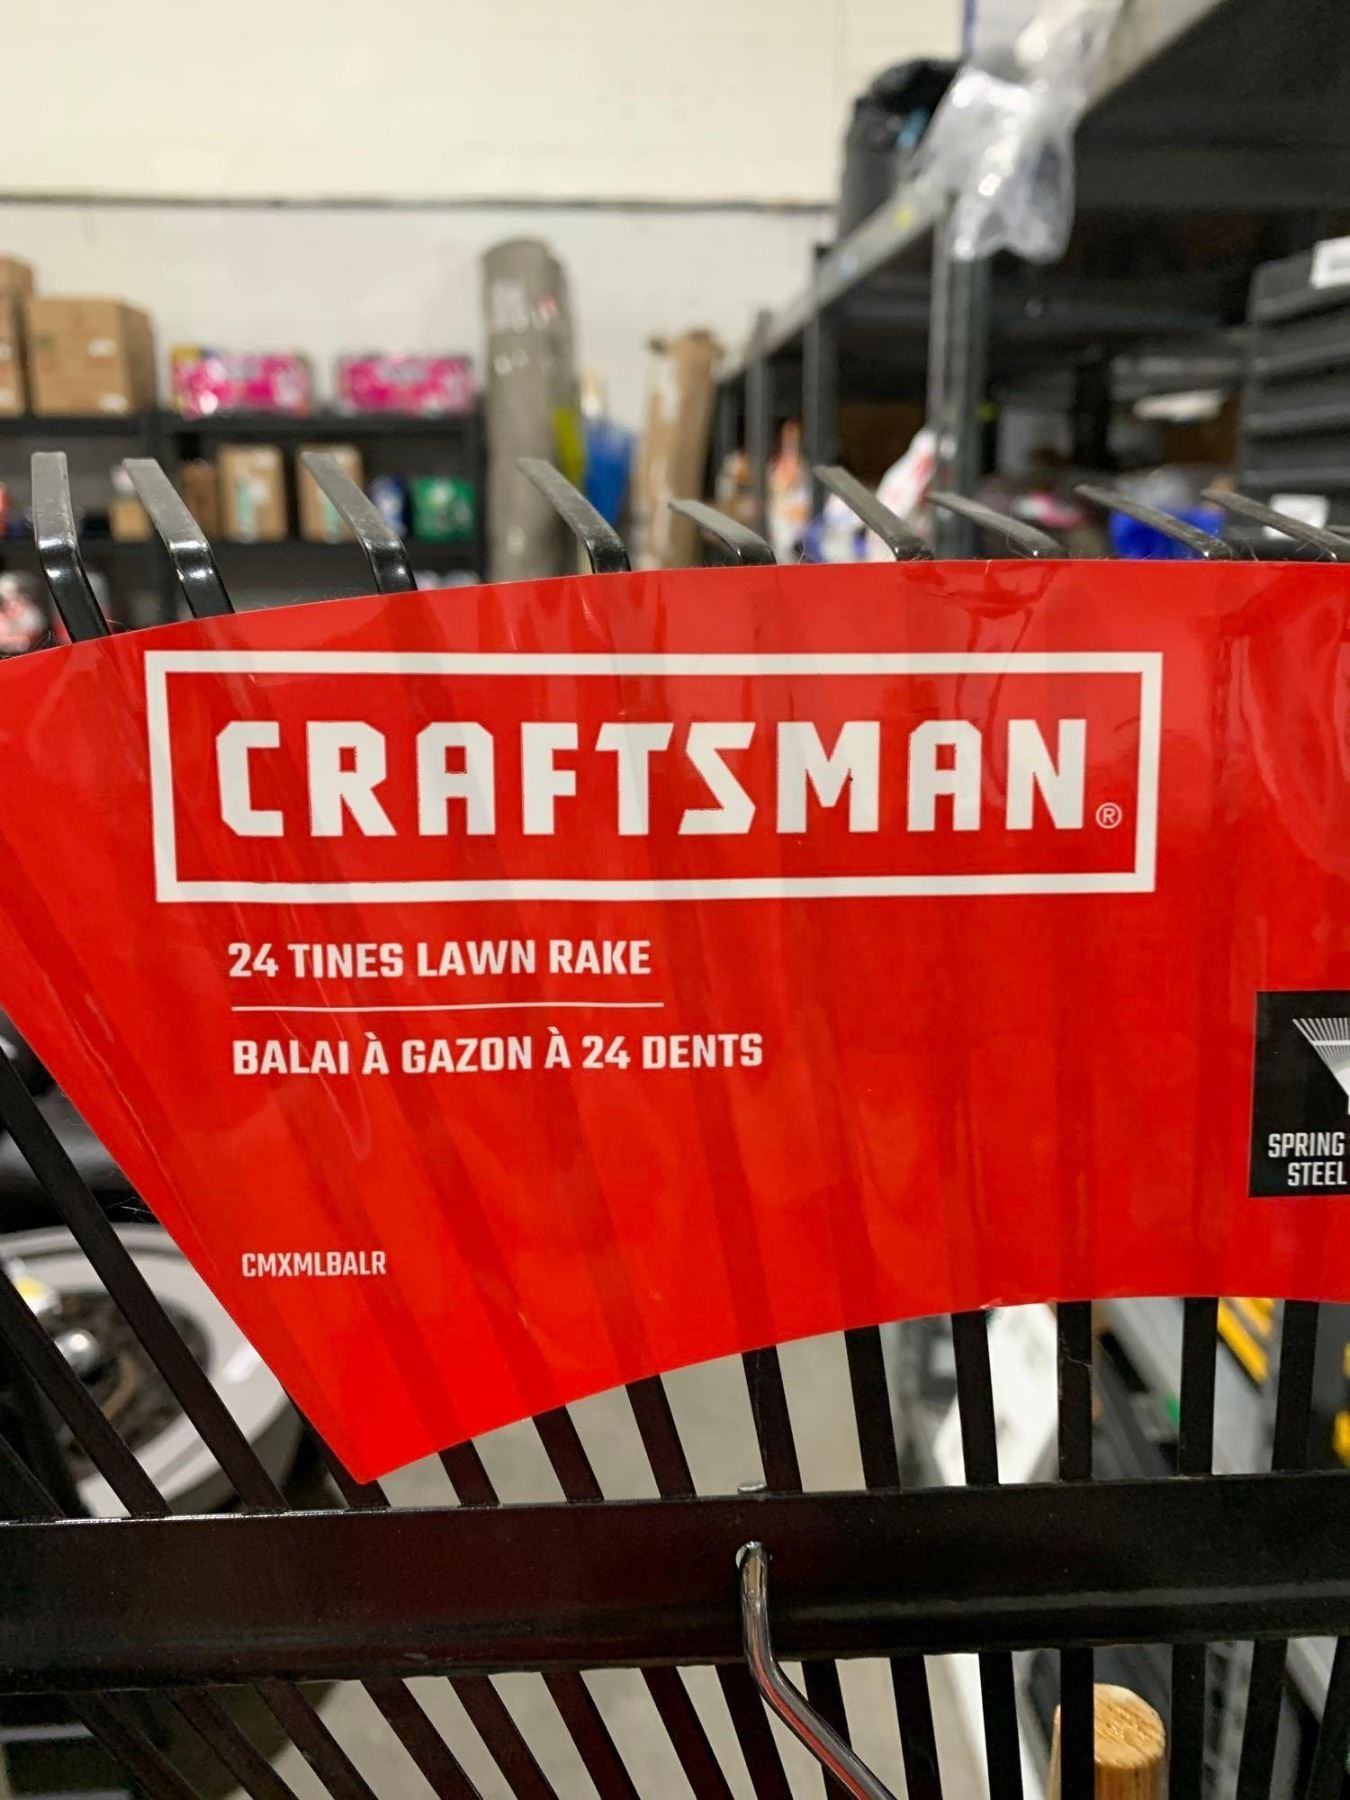 CRAFTSMAN®
24 TINES LAWN RAKE
BALAI À GAZON À 24 DENTS
SPRING
STEEL
CMXMLBALR